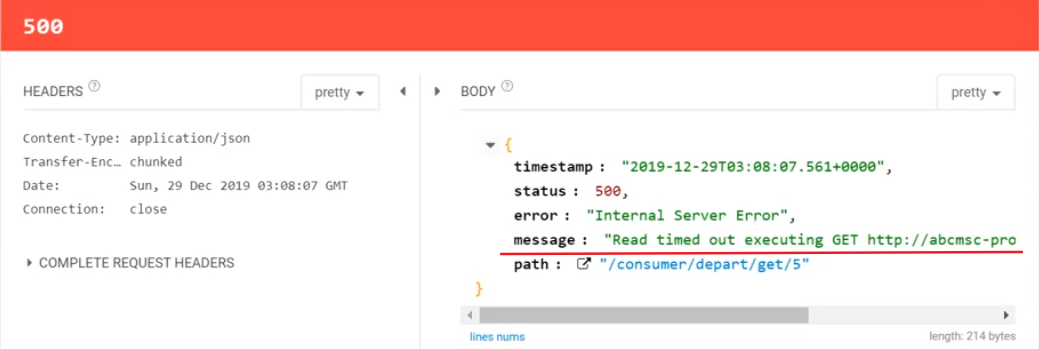 500
HEADERS ?
pretty
Content-Type: application/json
Transfer-Enc… chunked
Date: Sun, 29 Dec 2019 03:08:07 GMT
Connection: close
COMPLETE REQUEST HEADERS
BODY ?
pretty
{
timestamp : "2019-12-29T03:08:07.561+0000",
status : 500,
error : "Internal Server Error",
message : "Read timed out executing GET http://abcmsc-pro
path : "/consumer/depart/get/5"
}
lines nums
length: 214 bytes